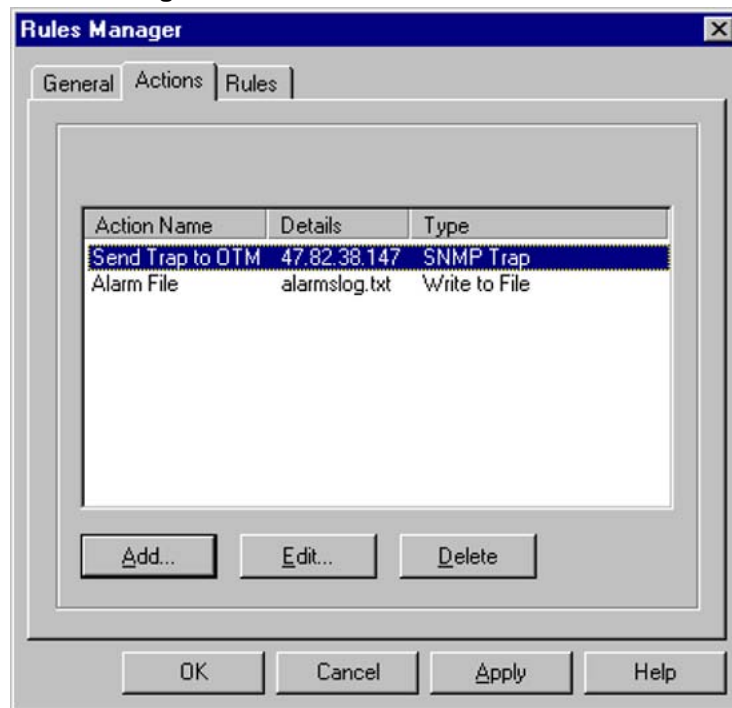 Rules Manager
General Actions Rules
Action Name Details Type
Send Trap to OTM 47.82.38.147 SNMP Trap
Alarm File alarmslog.txt Write to File
Add... Edit... Delete
OK Cancel Apply Help